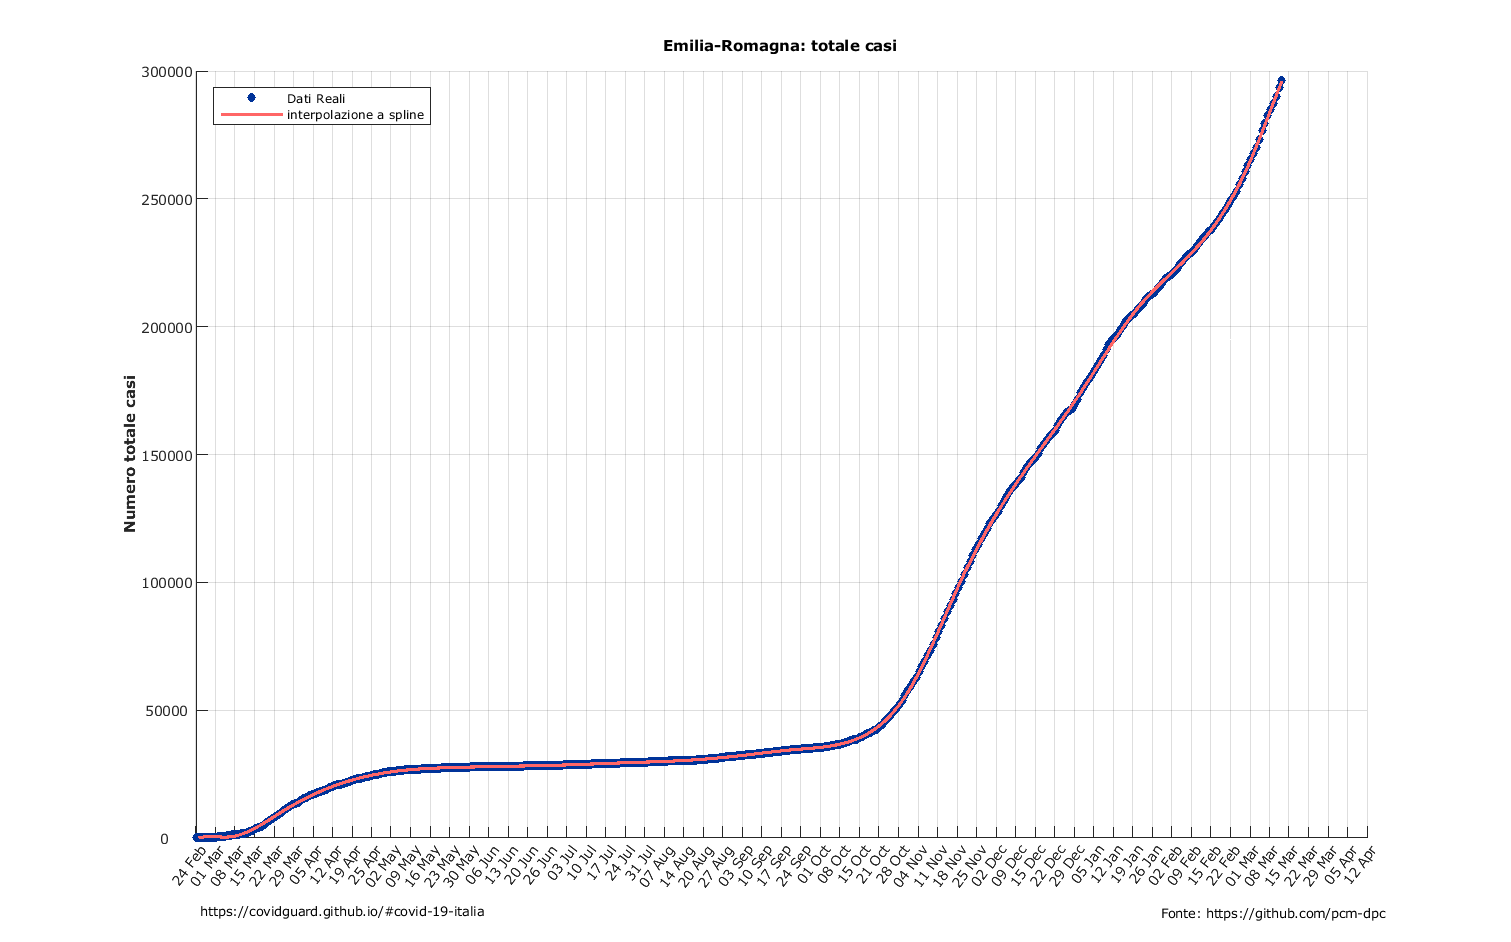 Emilia-Romagna: totale casi
300000
250000
200000
150000
100000
50000
0
Numero totale casi
Dati Reali
interpolazione a spline
24 Feb
01 Mar
08 Mar
15 Mar
22 Mar
29 Mar
05 Apr
12 Apr
19 Apr
25 Apr
02 May
09 May
16 May
23 May
30 May
06 Jun
13 Jun
20 Jun
26 Jun
03 Jul
10 Jul
17 Jul
24 Jul
31 Jul
07 Aug
14 Aug
20 Aug
27 Aug
03 Sep
10 Sep
17 Sep
24 Sep
01 Oct
08 Oct
15 Oct
21 Oct
28 Oct
04 Nov
11 Nov
18 Nov
25 Nov
02 Dec
09 Dec
15 Dec
22 Dec
29 Dec
05 Jan
12 Jan
19 Jan
26 Jan
02 Feb
09 Feb
15 Feb
22 Feb
01 Mar
08 Mar
15 Mar
22 Mar
29 Mar
05 Apr
12 Apr
https://covidguard.github.io/#covid-19-italia
Fonte: https://github.com/pcm-dpc